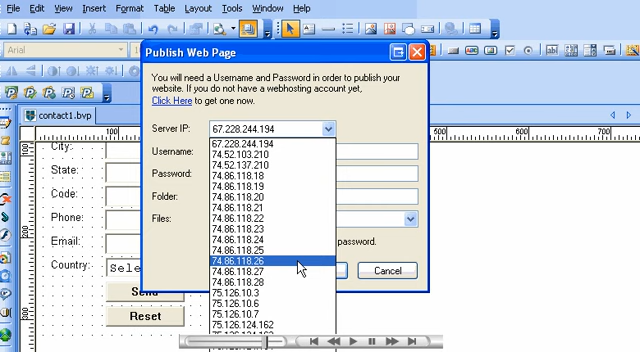 File Edit View Insert Format Table Layout Tools Window Help
Arial
contact1.bvp
100 200 500 600
Publish Web Page
You will need a Username and Password in order to publish your
website. If you do not have a webhosting account yet,
Click Here to get one now.
Server IP: 67.228.244.194
Username:
Password:
Folder:
Files:
67.228.244.194
74.52.103.210
74.52.137.210
74.86.118.18
74.86.118.19
74.86.118.20
74.86.118.21
74.86.118.22
74.86.118.23
74.86.118.24
74.86.118.25
74.86.118.26
74.86.118.27
74.86.118.28
75.126.10.3
75.126.10.6
75.126.10.7
75.126.124.162
password.
Cancel
City:
State:
Code:
Phone:
Email:
Country: Sele
Send
Reset